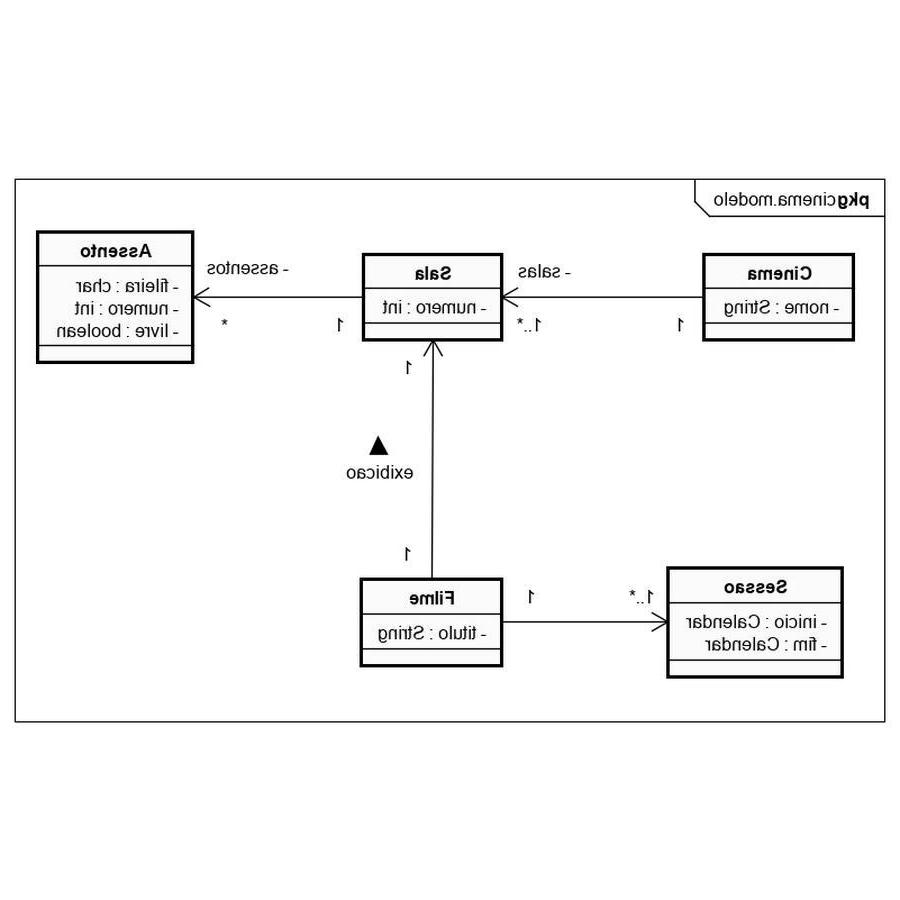 pkg cinema.modelo
Cinema
- nome : String
1
- salas
1..*
Sala
- numero : int
1
- assentos
*
Assento
- fileira : char
- numero : int
- livre : boolean
1
exibicao
1
Filme
- titulo : String
1
1..*
Sessao
- inicio : Calendar
- fim : Calendar